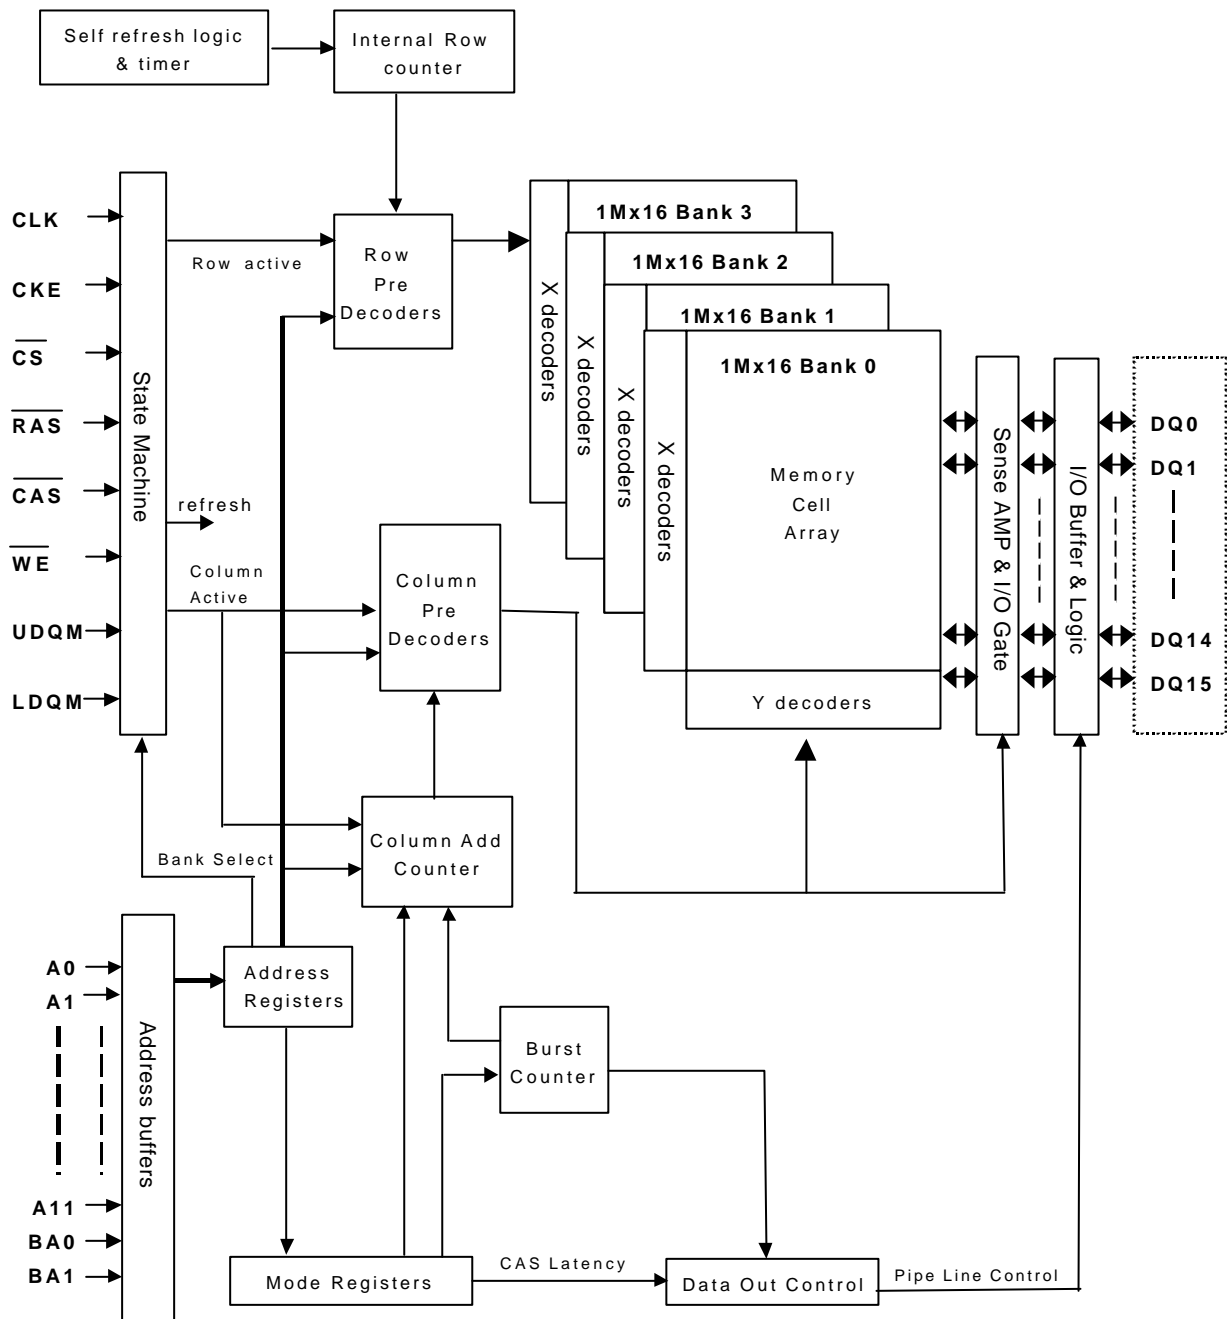 Self refresh logic
& timer
Internal Row
counter
CLK
CKE
CS
RAS
CAS
WE
UDQM
LDQM
State Machine
Row active
refresh
Column
Active
Bank Select
Row
Pre
Decoders
Column
Pre
Decoders
Column Add
Counter
X decoders
X decoders
X decoders
X decoders
1Mx16 Bank 3
1Mx16 Bank 2
1Mx16 Bank 1
1Mx16 Bank 0
Memory
Cell
Array
Y decoders
Sense AMP & I/O Gate
I/O Buffer & Logic
DQ0
DQ1
DQ14
DQ15
A0
A1
A11
BA0
BA1
Address buffers
Address
Registers
Burst
Counter
Mode Registers
CAS Latency
Data Out Control
Pipe Line Control